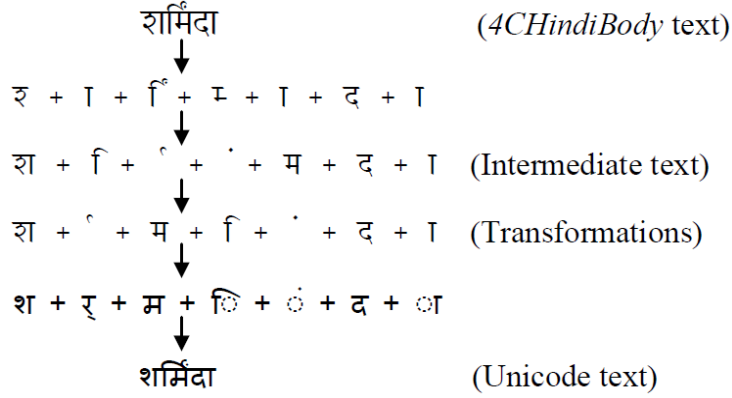 शर्मिंदा (4CHindiBody text)
श + ा + र्िं + म + ा + द + ा
श + ि + र् + ं + म + द + ा (Intermediate text)
श + र् + म + ि + ं + द + ा (Transformations)
श + र् + म + ि + ं + द + ा
शर्मिंदा (Unicode text)